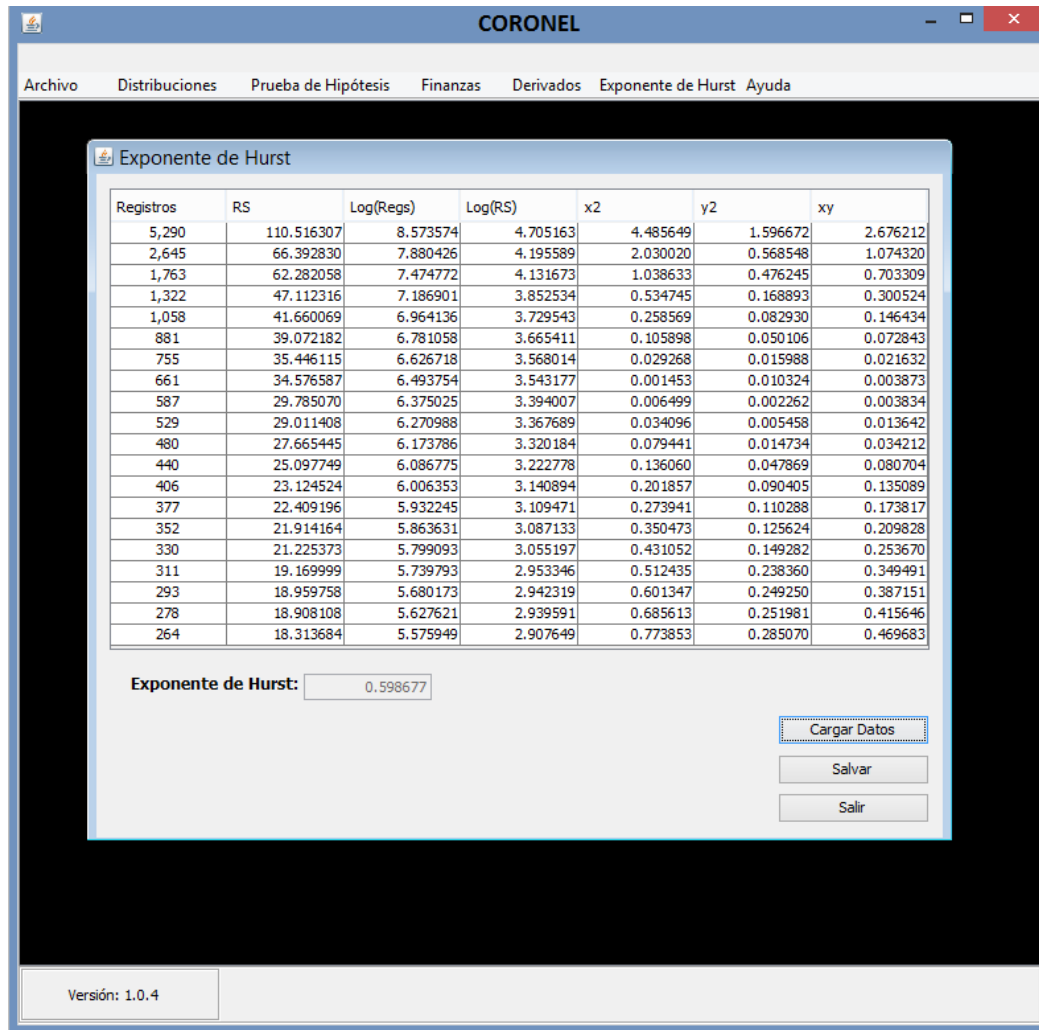 CORONEL
Archivo Distribuciones Prueba de Hipótesis Finanzas Derivados Exponente de Hurst Ayuda
Exponente de Hurst
Registros RS Log(Regs) Log(RS) x2 y2 xy
5,290 110.516307 8.573574 4.705163 4.485649 1.596672 2.676212
2,645 66.392830 7.880426 4.195589 2.030020 0.568548 1.074320
1,763 62.282058 7.474772 4.131673 1.038633 0.476245 0.703309
1,322 47.112316 7.186901 3.852534 0.534745 0.168893 0.300524
1,058 41.660069 6.964136 3.729543 0.258569 0.082930 0.146434
881 39.072182 6.781058 3.665411 0.105898 0.050106 0.072843
755 35.446115 6.626718 3.568014 0.029268 0.015988 0.021632
661 34.576587 6.493754 3.543177 0.001453 0.010324 0.003873
587 29.785070 6.375025 3.394007 0.006499 0.002262 0.003834
529 29.011408 6.270988 3.367689 0.034096 0.005458 0.013642
480 27.665445 6.173786 3.320184 0.079441 0.014734 0.034212
440 25.097749 6.086775 3.222778 0.136060 0.047869 0.080704
406 23.124524 6.006353 3.140894 0.201857 0.090405 0.135089
377 22.409196 5.932245 3.109471 0.273941 0.110288 0.173817
352 21.914164 5.863631 3.087133 0.350473 0.125624 0.209828
330 21.225373 5.799093 3.055197 0.431052 0.149282 0.253670
311 19.169999 5.739793 2.953346 0.512435 0.238360 0.349491
293 18.959758 5.680173 2.942319 0.601347 0.249250 0.387151
278 18.908108 5.627621 2.939591 0.685613 0.251981 0.415646
264 18.313684 5.575949 2.907649 0.773853 0.285070 0.469683
Exponente de Hurst: 0.598677
Cargar Datos
Salvar
Salir
Versión: 1.0.4